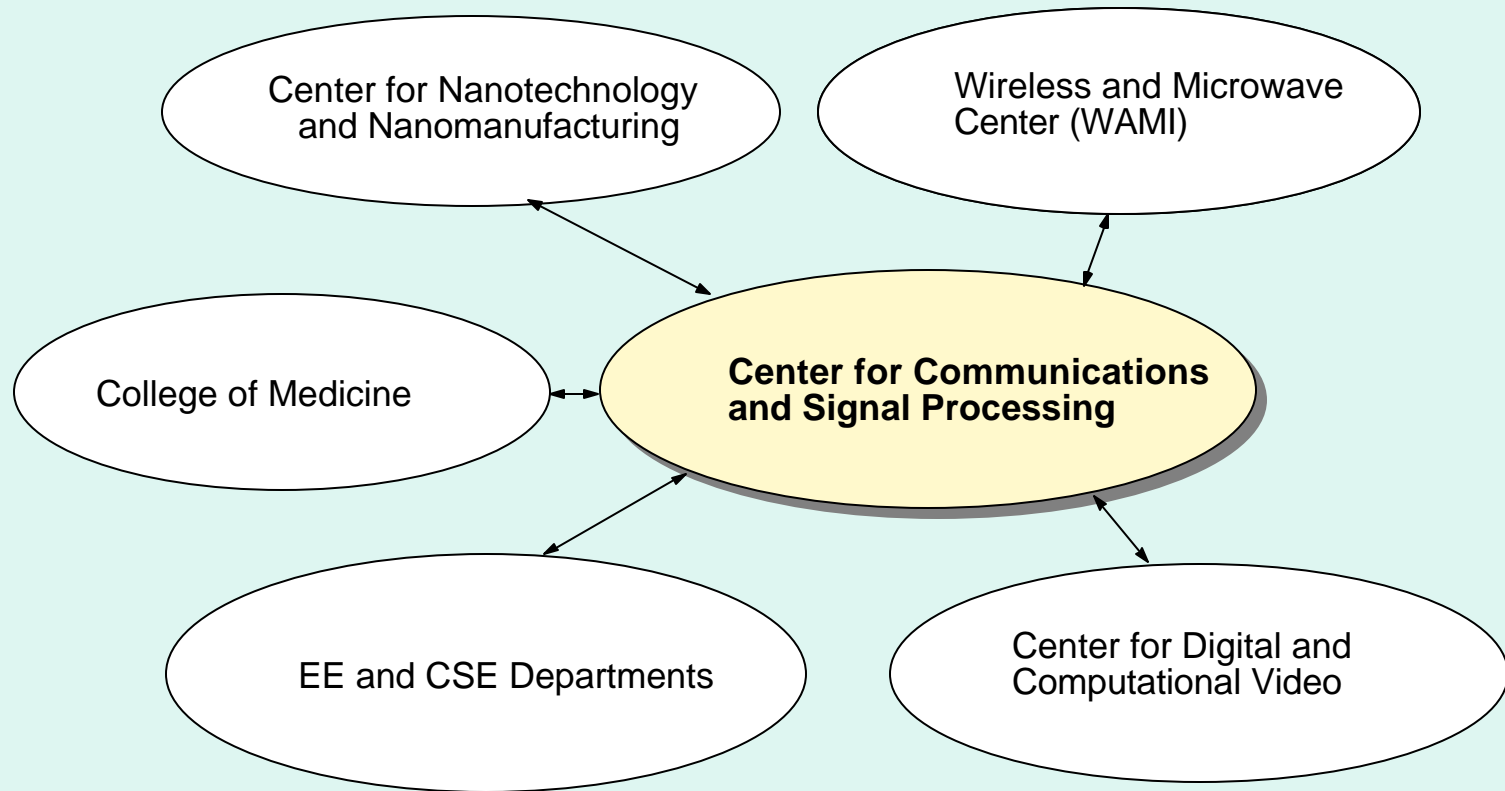 Center for Nanotechnology
and Nanomanufacturing
Wireless and Microwave
Center (WAMI)
College of Medicine
Center for Communications
and Signal Processing
EE and CSE Departments
Center for Digital and
Computational Video